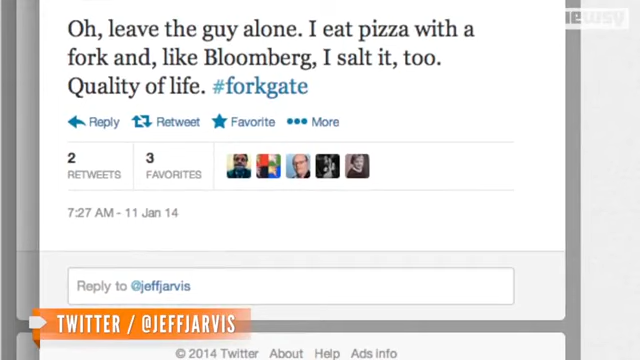 newsy
Oh, leave the guy alone. I eat pizza with a
fork and, like Bloomberg, I salt it, too.
Quality of life. #forkgate
Reply Retweet Favorite More
2 3
RETWEETS FAVORITES
7:27 AM - 11 Jan 14
Reply to @jeffjarvis
TWITTER / @JEFFJARVIS
© 2014 Twitter About Help Ads info